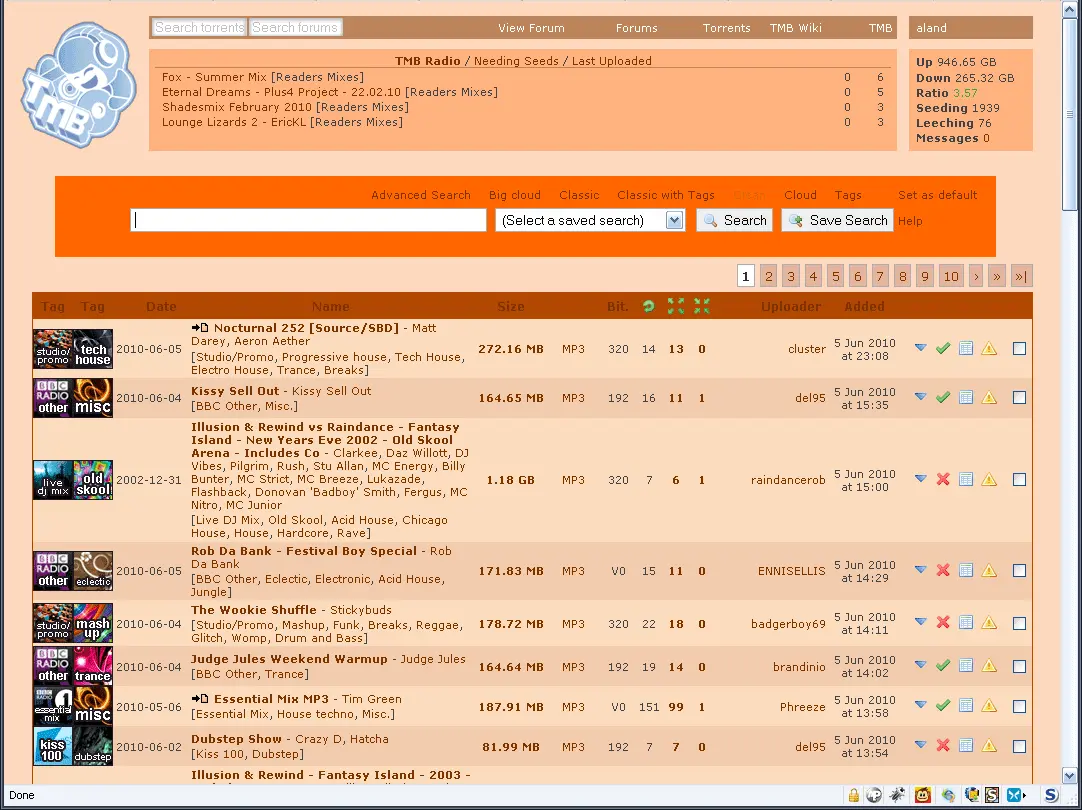 Search torrents Search forums View Forum Forums Torrents TMB Wiki TMB aland
TMB
TMB Radio / Needing Seeds / Last Uploaded
Fox - Summer Mix [Readers Mixes] 0 6
Eternal Dreams - Plus4 Project - 22.02.10 [Readers Mixes] 0 5
Shadesmix February 2010 [Readers Mixes] 0 3
Lounge Lizards 2 - EricKL [Readers Mixes] 0 3
Up 946.65 GB
Down 265.32 GB
Ratio 3.57
Seeding 1939
Leeching 76
Messages 0
Advanced Search Big cloud Classic Classic with Tags Cloud Tags Set as default
(Select a saved search) Search Save Search Help
1 2 3 4 5 6 7 8 9 10 › » »|
Tag Tag Date Name Size Bit. Uploader Added
studio/ promo tech house 2010-06-05 Nocturnal 252 [Source/SBD] - Matt
Darey, Aeron Aether
[Studio/Promo, Progressive house, Tech House,
Electro House, Trance, Breaks]
272.16 MB MP3 320 14 13 0 cluster 5 Jun 2010
at 23:08
BBC RADIO other misc 2010-06-04 Kissy Sell Out - Kissy Sell Out
[BBC Other, Misc.]
164.65 MB MP3 192 16 11 1 del95 5 Jun 2010
at 15:35
live dj mix old skool 2002-12-31 Illusion & Rewind vs Raindance - Fantasy
Island - New Years Eve 2002 - Old Skool
Arena - Includes Co - Clarkee, Daz Willott, DJ
Vibes, Pilgrim, Rush, Stu Allan, MC Energy, Billy
Bunter, MC Strict, MC Breeze, Lukazade,
Flashback, Donovan 'Badboy' Smith, Fergus, MC
Nitro, MC Junior
[Live DJ Mix, Old Skool, Acid House, Chicago
House, House, Hardcore, Rave]
1.18 GB MP3 320 7 6 1 raindancerob 5 Jun 2010
at 15:00
BBC RADIO other eclectic 2010-06-05 Rob Da Bank - Festival Boy Special - Rob
Da Bank
[BBC Other, Eclectic, Electronic, Acid House,
Jungle]
171.83 MB MP3 V0 15 11 0 ENNISELLIS 5 Jun 2010
at 14:29
studio/ promo mash up 2010-06-04 The Wookie Shuffle - Stickybuds
[Studio/Promo, Mashup, Funk, Breaks, Reggae,
Glitch, Womp, Drum and Bass]
178.72 MB MP3 320 22 18 0 badgerboy69 5 Jun 2010
at 14:11
BBC RADIO other trance 2010-06-04 Judge Jules Weekend Warmup - Judge Jules
[BBC Other, Trance]
164.64 MB MP3 192 19 14 0 brandinio 5 Jun 2010
at 14:02
BBC RADIO 1 essential mix misc 2010-05-06 Essential Mix MP3 - Tim Green
[Essential Mix, House techno, Misc.]
187.91 MB MP3 V0 151 99 1 Phreeze 5 Jun 2010
at 13:58
kiss 100 dubstep 2010-06-02 Dubstep Show - Crazy D, Hatcha
[Kiss 100, Dubstep]
81.99 MB MP3 192 7 7 0 del95 5 Jun 2010
at 13:54
Illusion & Rewind - Fantasy Island - 2003 -
Done